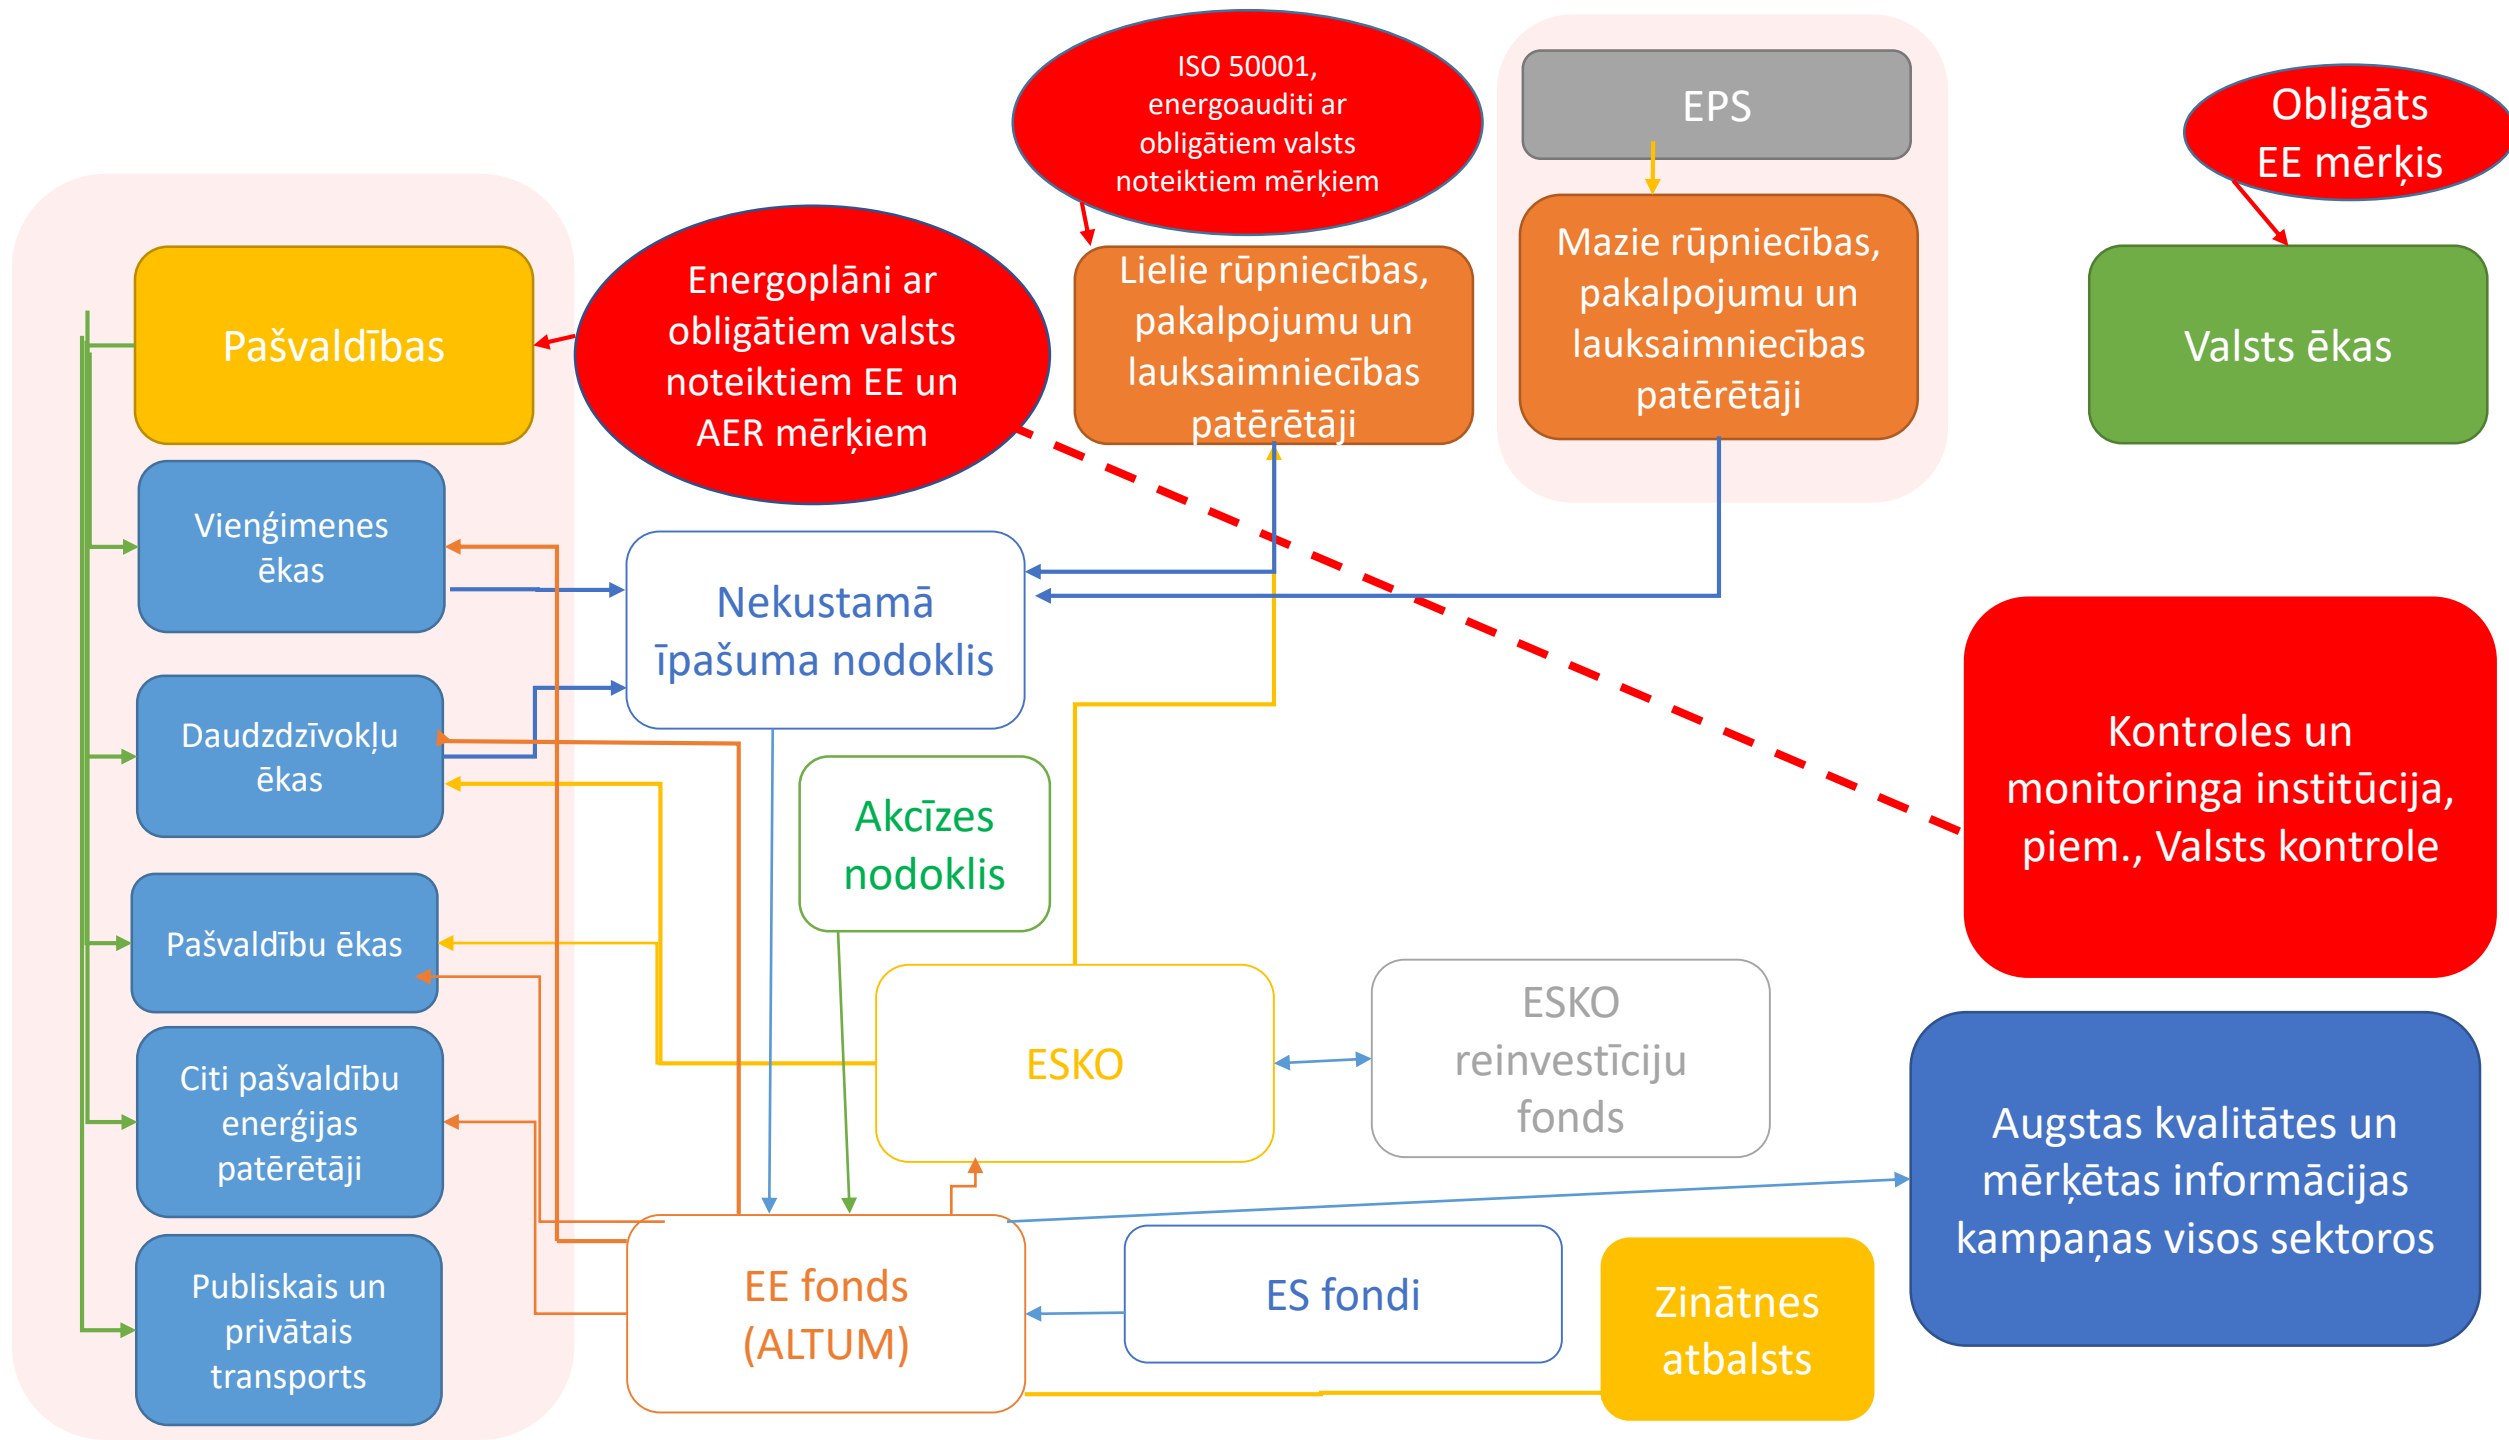 ISO 50001,
energoauditi ar
obligātiem valsts
noteiktiem mērķiem
EPS
Obligāts
EE mērķis
Pašvaldības
Energoplāni ar
obligātiem valsts
noteiktiem EE un
AER mērķiem
Lielie rūpniecības,
pakalpojumu un
lauksaimniecības
patērētāji
Mazie rūpniecības,
pakalpojumu un
lauksaimniecības
patērētāji
Valsts ēkas
Vienģimenes
ēkas
Nekustamā
īpašuma nodoklis
Daudzdzīvokļu
ēkas
Akcīzes
nodoklis
Kontroles un
monitoringa institūcija,
piem., Valsts kontrole
Pašvaldību ēkas
ESKO
ESKO
reinvestīciju
fonds
Citi pašvaldību
enerģijas
patērētāji
Augstas kvalitātes un
mērķētas informācijas
kampaņas visos sektoros
Publiskais un
privātais
transports
EE fonds
(ALTUM)
ES fondi
Zinātnes
atbalsts